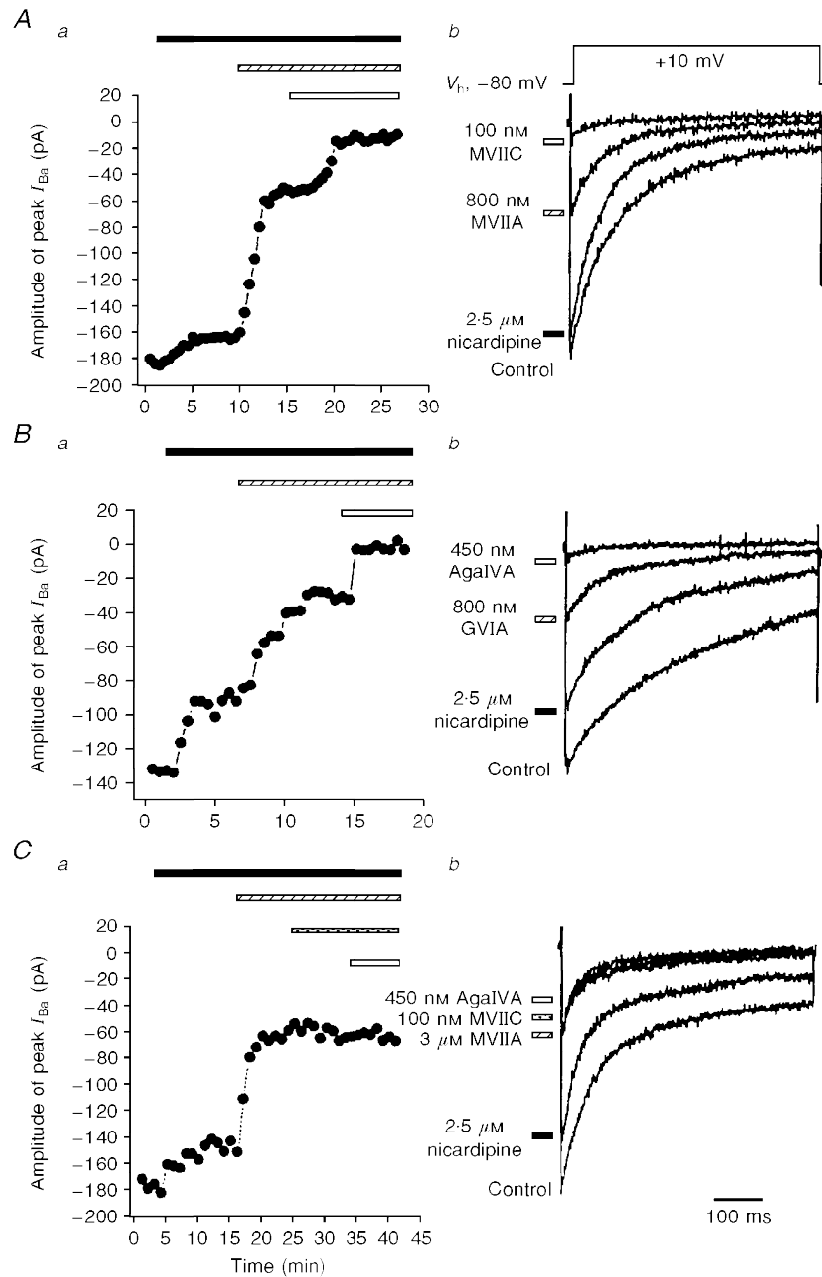 A
a
b
+10 mV
Vh, −80 mV
20
0
−20
−40
−60
−80
−100
−120
−140
−160
−180
−200
Amplitude of peak IBa (pA)
0 5 10 15 20 25 30
100 nM
MVIIC
800 nM
MVIIA
2·5 μM
nicardipine
Control
B
a
b
20
0
−20
−40
−60
−80
−100
−120
−140
Amplitude of peak IBa (pA)
0 5 10 15 20
450 nM
AgaIVA
800 nM
GVIA
2·5 μM
nicardipine
Control
C
a
b
20
0
−20
−40
−60
−80
−100
−120
−140
−160
−180
−200
Amplitude of peak IBa (pA)
0 5 10 15 20 25 30 35 40 45
Time (min)
450 nM AgaIVA
100 nM MVIIC
3 μM MVIIA
2·5 μM
nicardipine
Control
100 ms